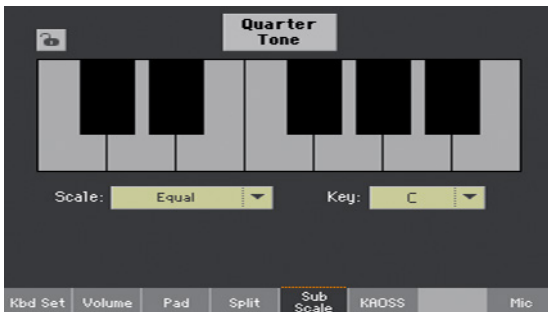 Quarter
Tone
Scale: Equal Key: C
Kbd Set Volume Pad Split Sub Scale KAOSS Mic